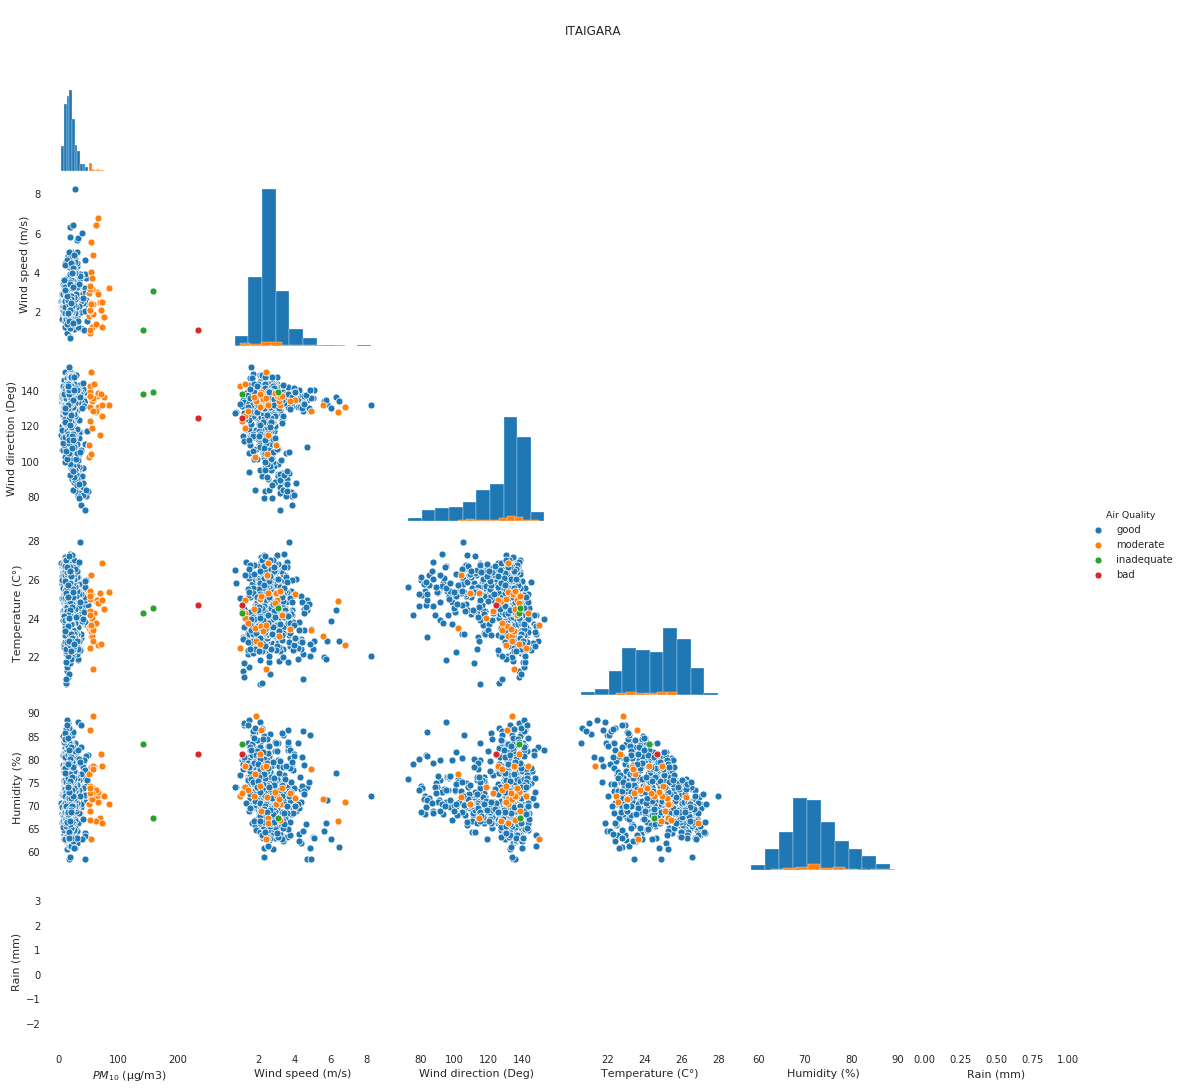 ITAIGARA
8
6
4
2
Wind speed (m/s)
140
120
100
80
Wind direction (Deg)
28
26
24
22
Temperature (C°)
Air Quality
good
moderate
inadequate
bad
90
85
80
75
70
65
60
Humidity (%)
3
2
1
0
−1
−2
Rain (mm)
0 100 200 2 4 6 8 80 100 120 140 22 24 26 28 60 70 80 90 0.00 0.25 0.50 0.75 1.00
PM10 (µg/m3) Wind speed (m/s) Wind direction (Deg) Temperature (C°) Humidity (%) Rain (mm)